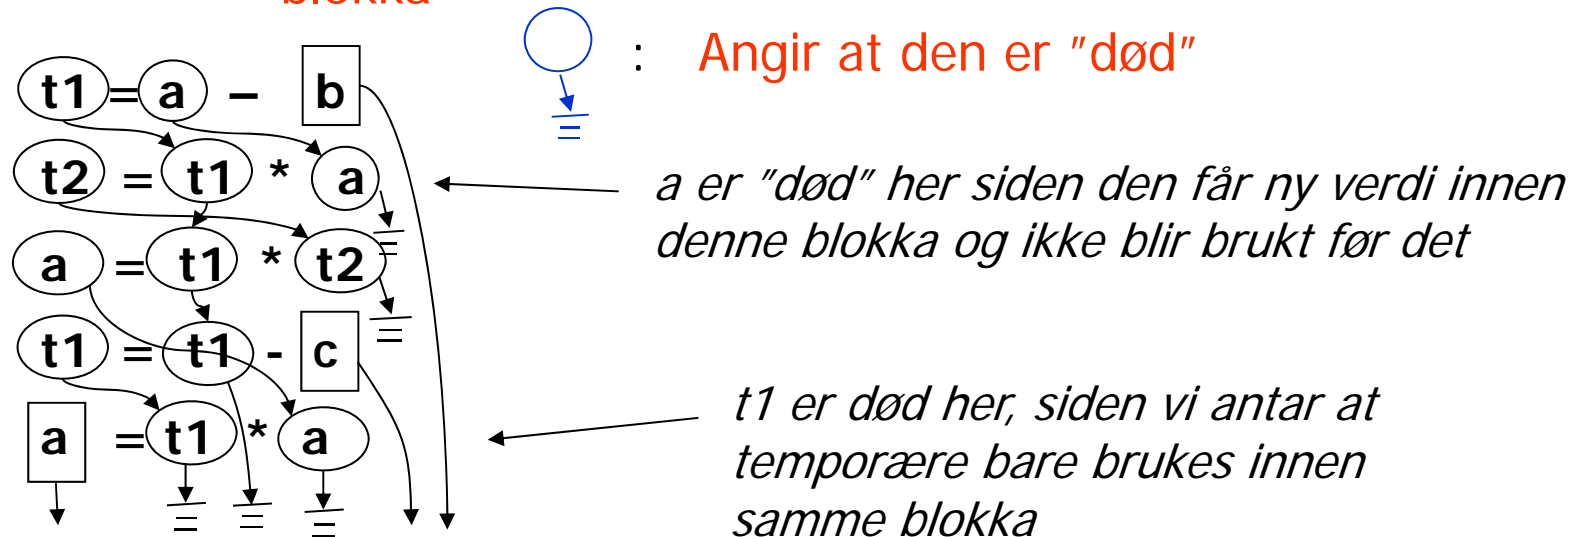 blokka
: Angir at den er "død"
t1 = a – b
t2 = t1 * a
a = t1 * t2
t1 = t1 - c
a = t1 * a
a er "død" her siden den får ny verdi innen
denne blokka og ikke blir brukt før det
t1 er død her, siden vi antar at
temporære bare brukes innen
samme blokka